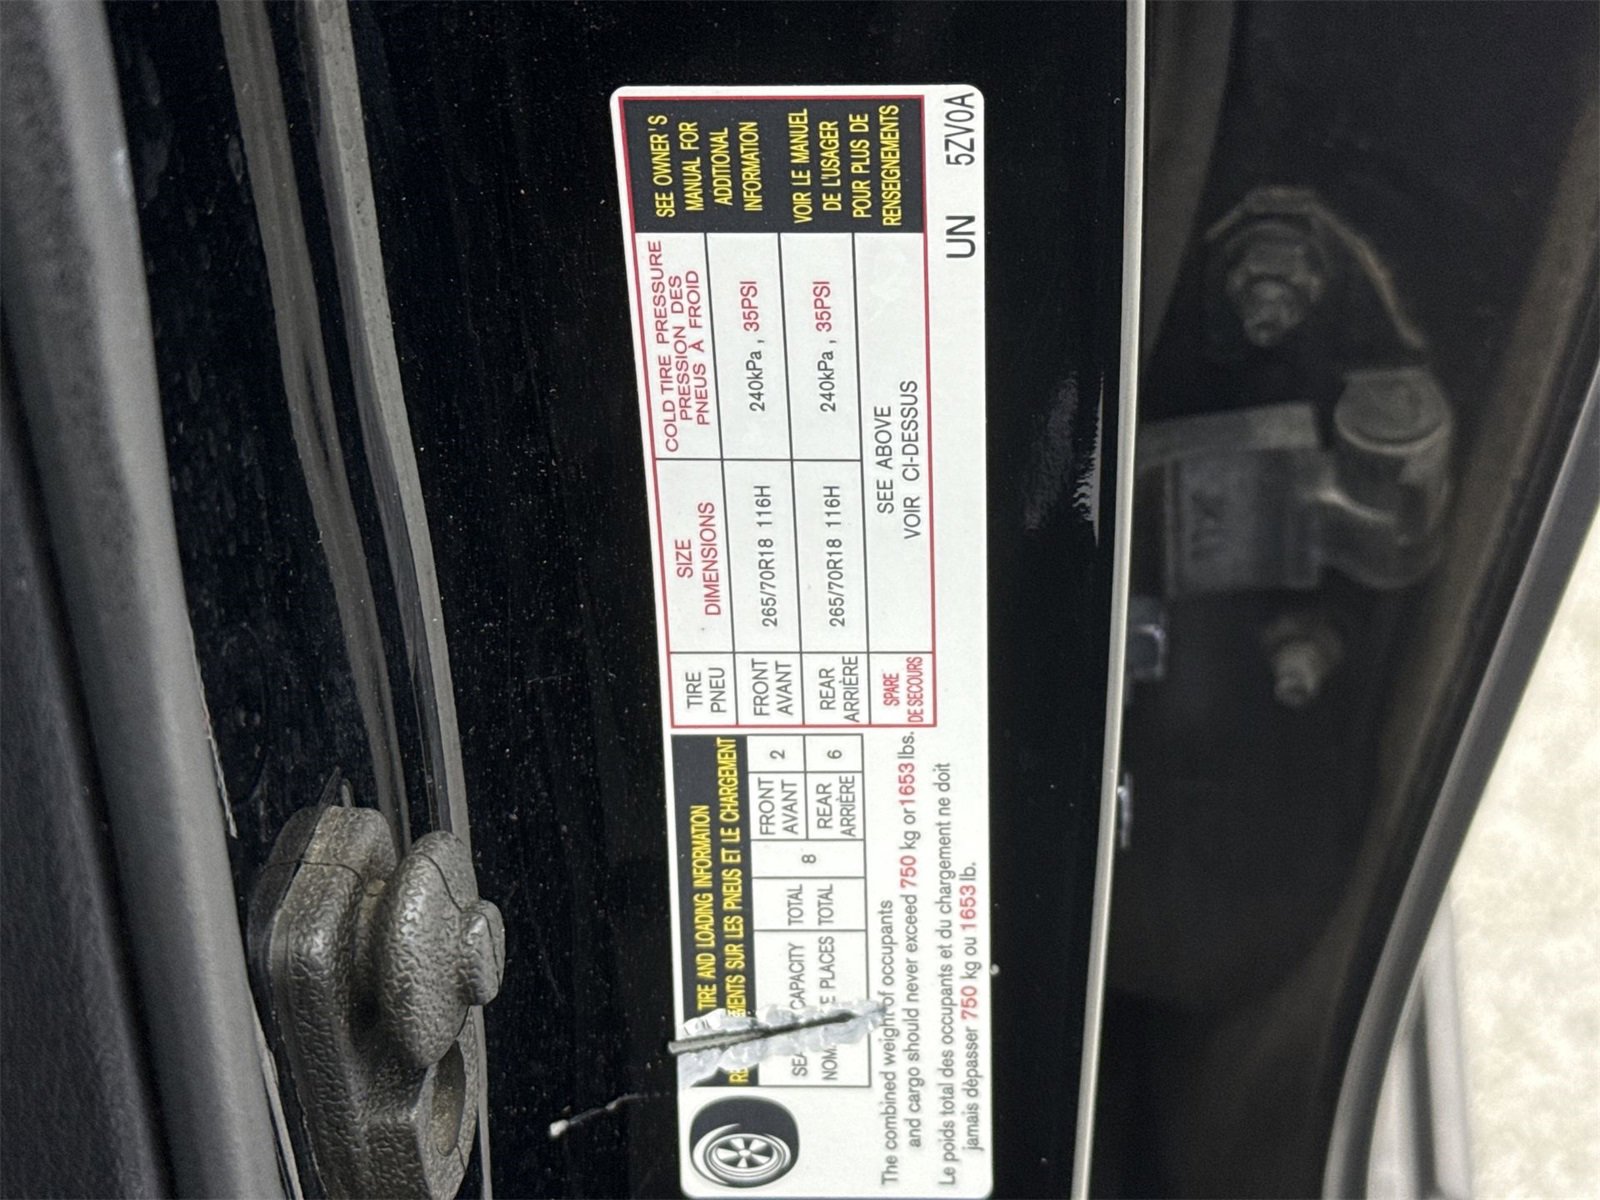 TIRE AND LOADING INFORMATION
SUR LES PNEUS ET LE CHARGEMENT
CAPACITY TOTAL 8 FRONT AVANT 2
PLACES TOTAL REAR ARRIÈRE 6
The combined weight of occupants
and cargo should never exceed 750 kg or 1653 lbs.
Le poids total des occupants et du chargement ne doit
jamais dépasser 750 kg ou 1653 lb.
TIRE
PNEU
SIZE
DIMENSIONS
COLD TIRE PRESSURE
PRESSION DES
PNEUS À FROID
FRONT
AVANT
265/70R18 116H
240kPa, 35PSI
REAR
ARRIÈRE
265/70R18 116H
240kPa, 35PSI
SPARE
DE SECOURS
SEE ABOVE
VOIR CI-DESSUS
SEE OWNER'S
MANUAL FOR
ADDITIONAL
INFORMATION
VOIR LE MANUEL
DE L'USAGER
POUR PLUS DE
RENSEIGNEMENTS
UN 5ZV0A